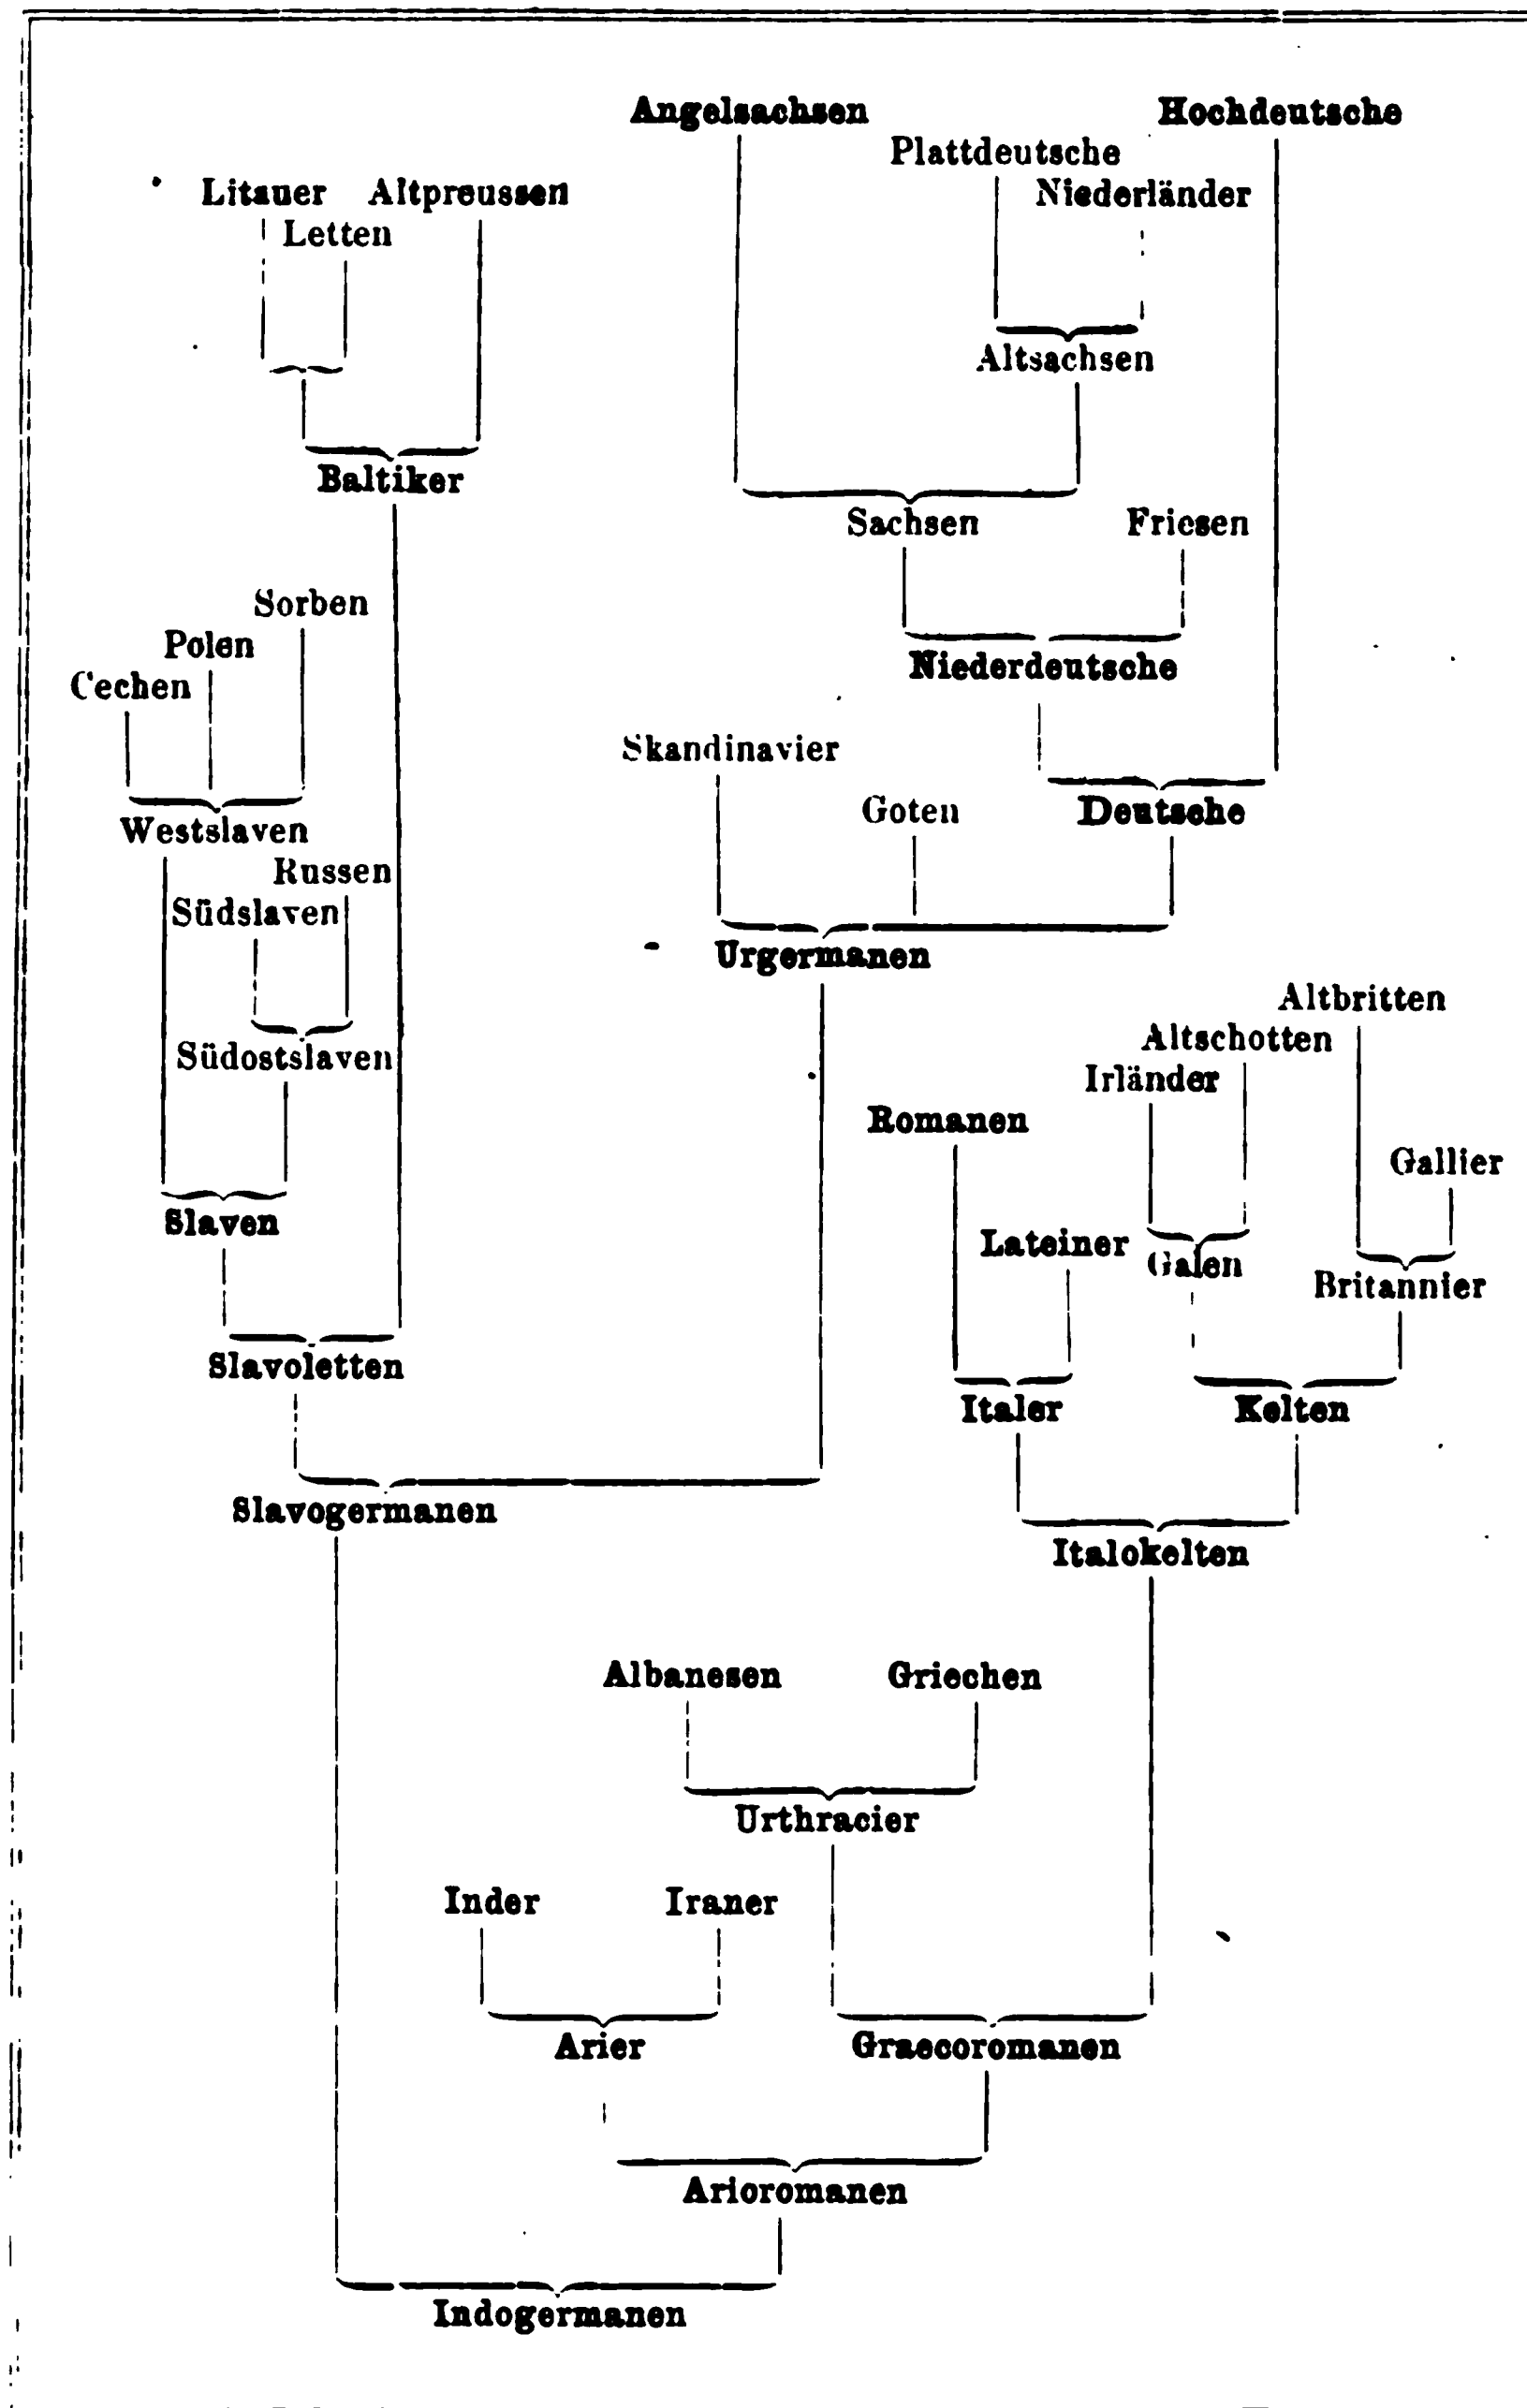 Angelsachsen Hochdeutsche
Plattdeutsche
Litauer Altpreussen Niederländer
Letten
Altsachsen
Baltiker
Sachsen Friesen
Sorben
Polen
Niederdeutsche
Cechen
Skandinavier
Goten Deutsche
Westslaven
Russen
Südslaven
Urgermanen
Altbritten
Altschotten
Südostslaven
Irländer
Romanen
Gallier
Slaven
Lateiner
Galen
Britannier
Slavoletten
Italer Kelten
Slavogermanen
Italokelten
Albanesen Griechen
Urthracier
Inder Iraner
Arier Graecoromanen
Arioromanen
Indogermanen